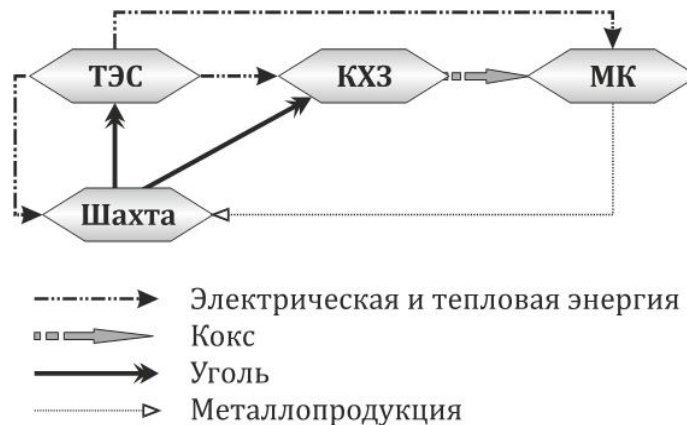 ТЭС КХЗ МК
Шахта
Электрическая и тепловая энергия
Кокс
Уголь
Металлопродукция